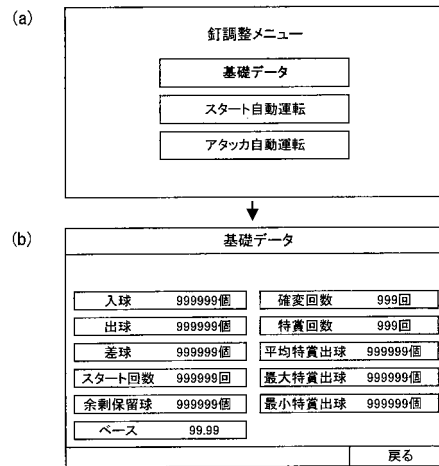 (a)
釘調整メニュー
基礎データ
スタート自動運転
アタッカ自動運転
(b)
基礎データ
入球 999999個
確変回数 999回
出球 999999個
特賞回数 999回
差球 999999個
平均特賞出球 999999個
スタート回数 999999回
最大特賞出球 999999個
余剰保留球 999999個
最小特賞出球 999999個
ベース 99.99
戻る